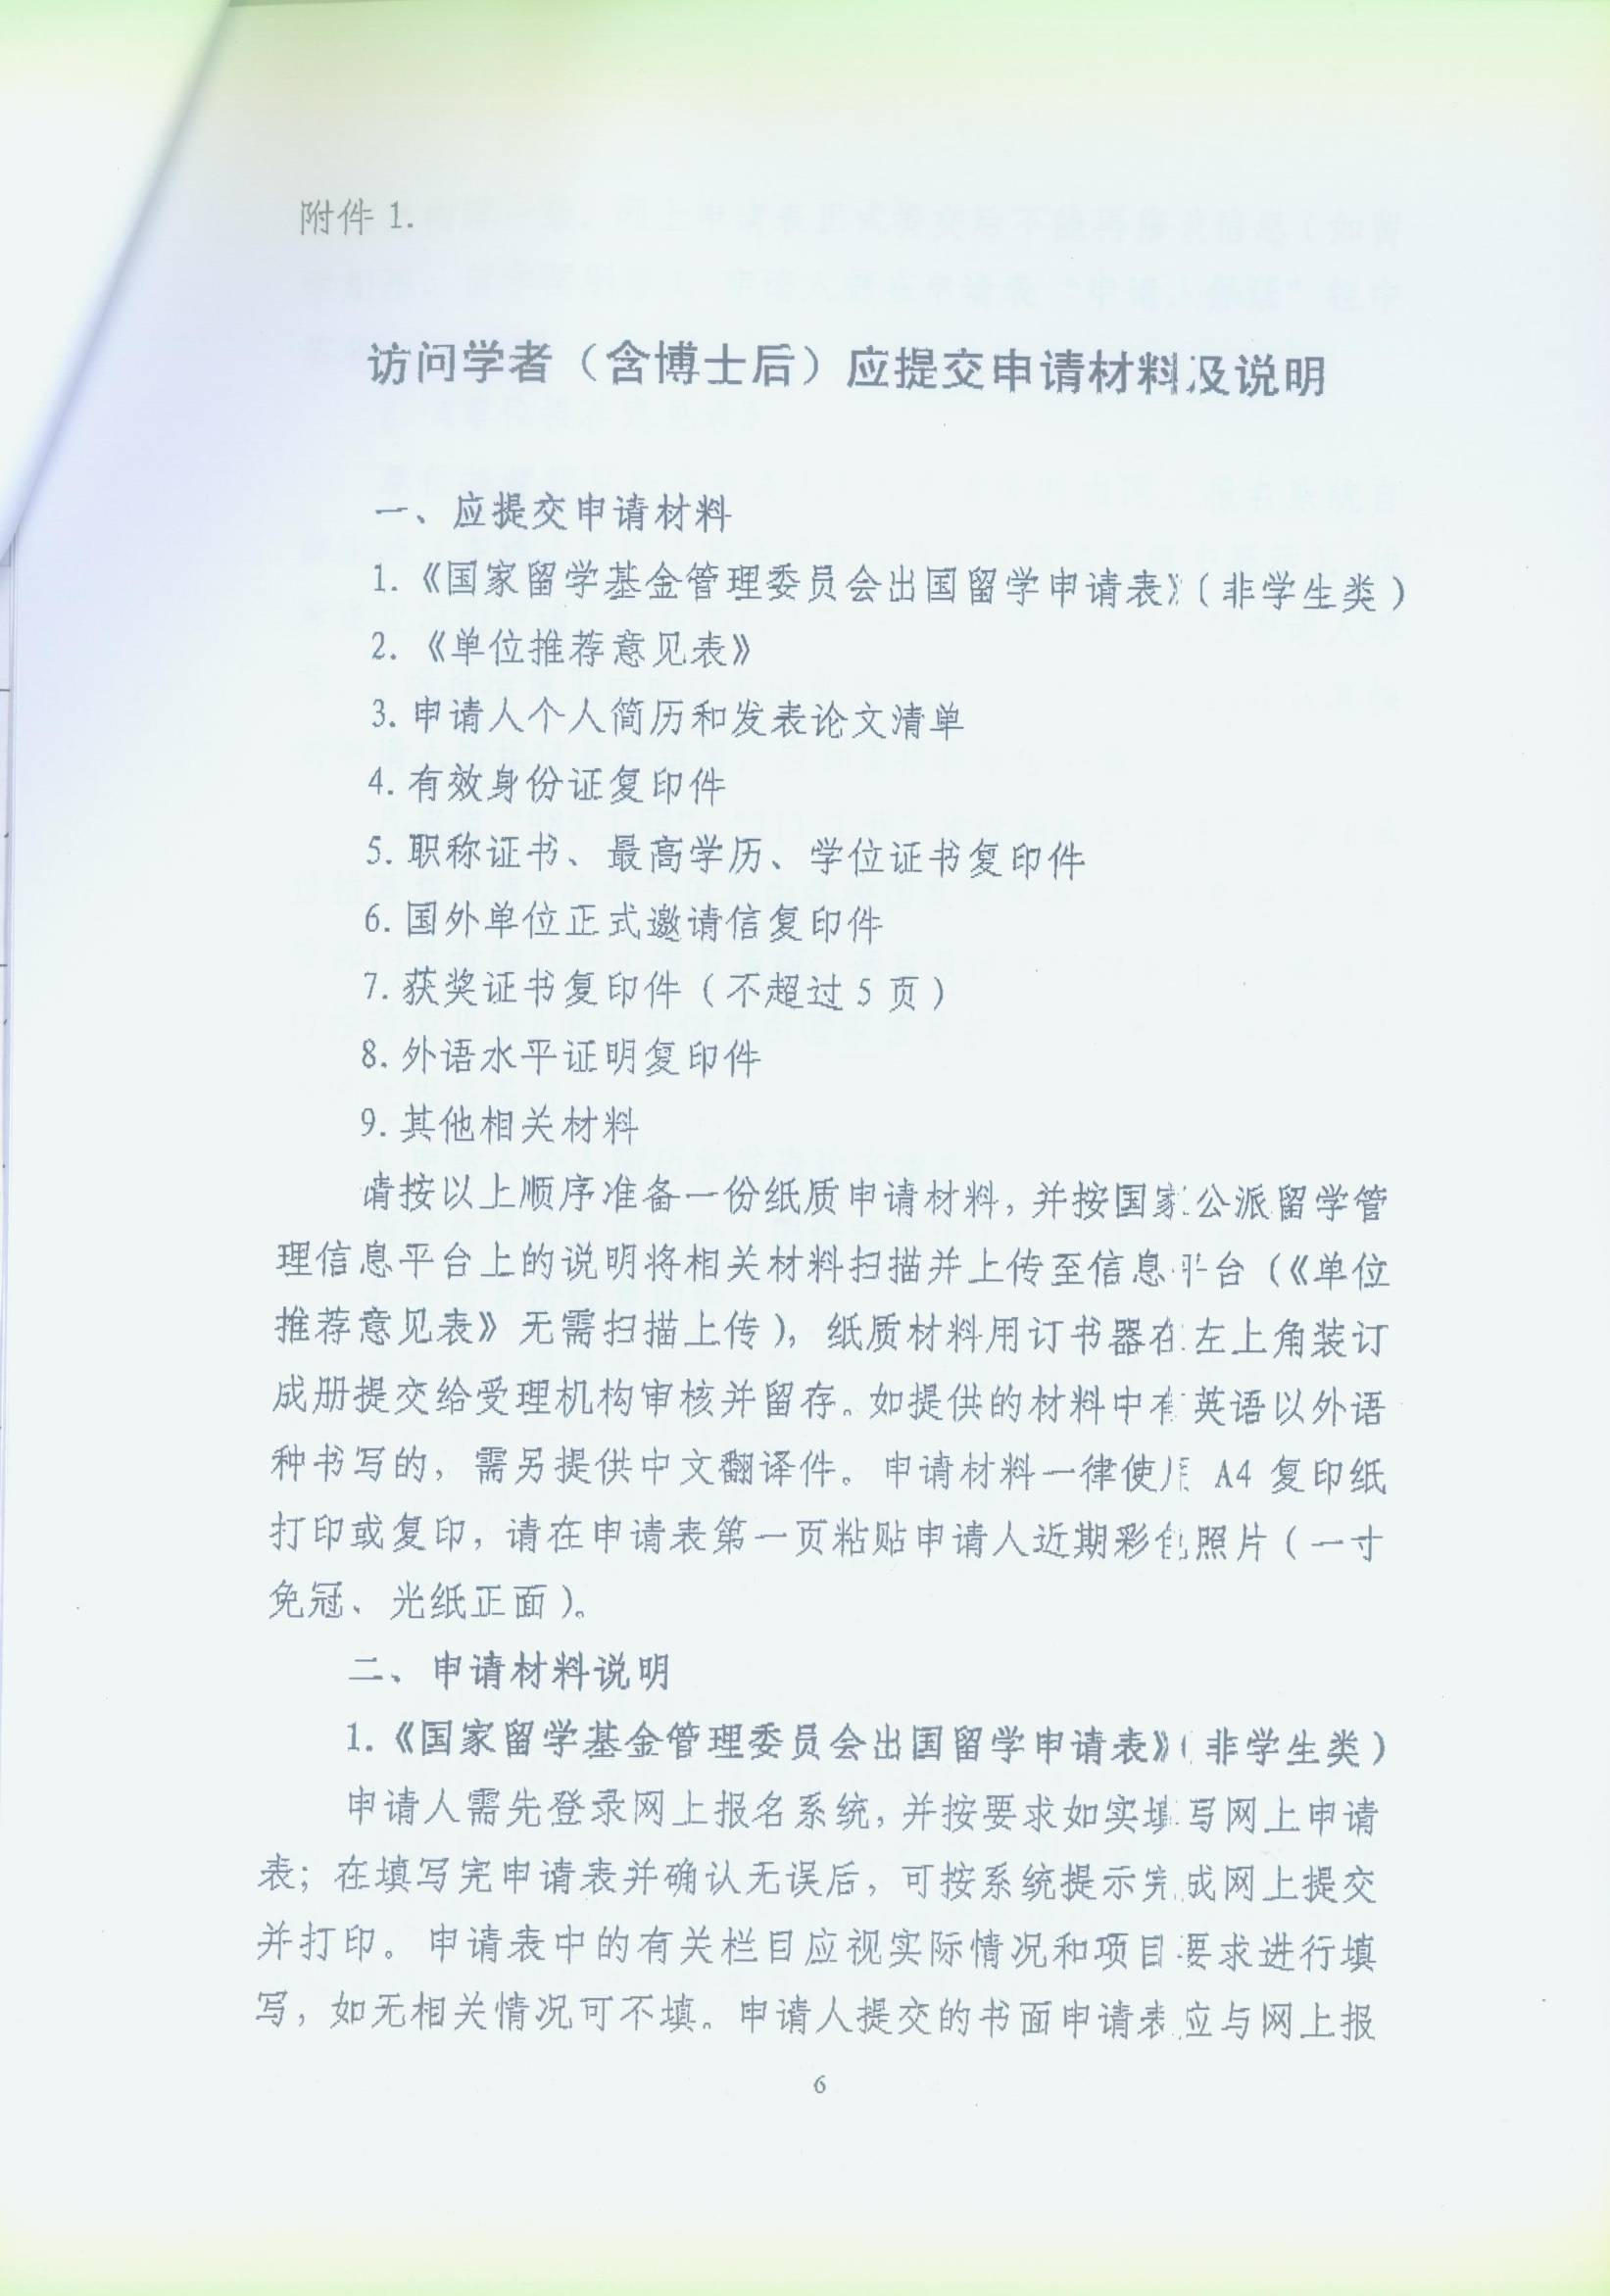 附件 1.
访问学者（含博士后）应提交申请材料及说明
一、应提交申请材料
1.《国家留学基金管理委员会出国留学申请表》（非学生类）
2.《单位推荐意见表》
3.申请人个人简历和发表论文清单
4.有效身份证复印件
5.职称证书、最高学历、学位证书复印件
6.国外单位正式邀请信复印件
7.获奖证书复印件（不超过 5 页）
8.外语水平证明复印件
9.其他相关材料
请按以上顺序准备一份纸质申请材料，并按国家公派留学管
理信息平台上的说明将相关材料扫描并上传至信息平台（《单位
推荐意见表》无需扫描上传），纸质材料用订书器在左上角装订
成册提交给受理机构审核并留存。如提供的材料中有英语以外语
种书写的，需另提供中文翻译件。申请材料一律使用 A4 复印纸
打印或复印，请在申请表第一页粘贴申请人近期彩色照片（一寸
免冠、光纸正面）。
二、申请材料说明
1.《国家留学基金管理委员会出国留学申请表》（非学生类）
申请人需先登录网上报名系统，并按要求如实填写网上申请
表；在填写完申请表并确认无误后，可按系统提示完成网上提交
并打印。申请表中的有关栏目应视实际情况和项目要求进行填
写，如无相关情况可不填。申请人提交的书面申请表应与网上报
6